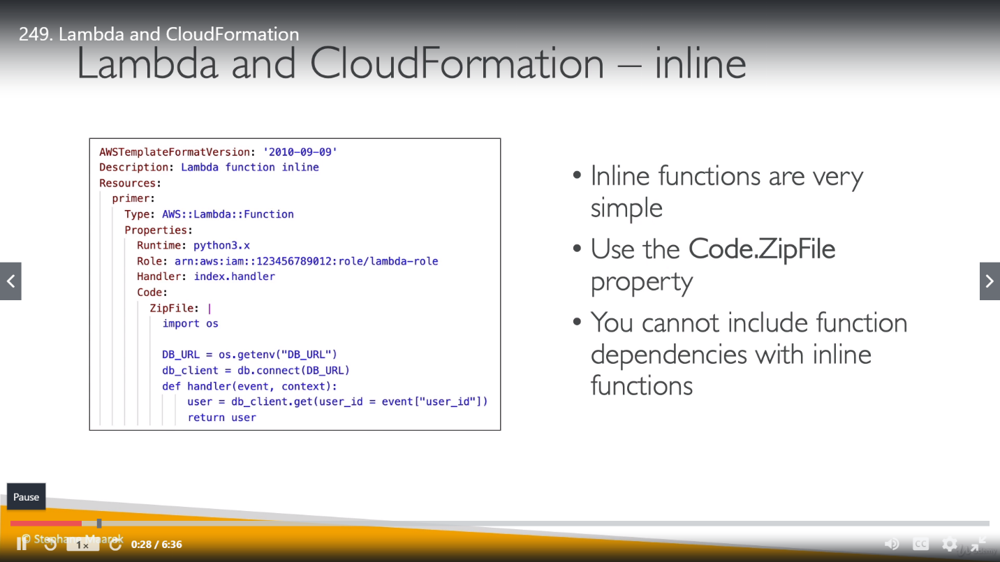 249. Lambda and CloudFormation
Lambda and CloudFormation – inline
AWSTemplateFormatVersion: '2010-09-09'
Description: Lambda function inline
Resources:
primer:
Type: AWS::Lambda::Function
Properties:
Runtime: python3.x
Role: arn:aws:iam::123456789012:role/lambda-role
Handler: index.handler
Code:
ZipFile: |
import os
DB_URL = os.getenv("DB_URL")
db_client = db.connect(DB_URL)
def handler(event, context):
user = db_client.get(user_id = event["user_id"])
return user
• Inline functions are very
simple
• Use the Code.ZipFile
property
• You cannot include function
dependencies with inline
functions
Pause
© Stephane Maarek
1x
0:28 / 6:36
CC
Udemy